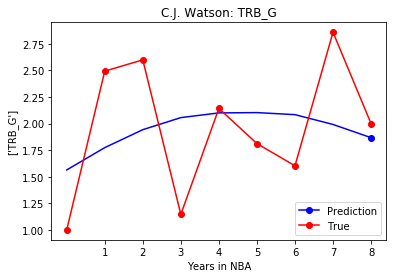 C.J. Watson: TRB_G
['TRB_G']
2.75
2.50
2.25
2.00
1.75
1.50
1.25
1.00
1 2 3 4 5 6 7 8
Years in NBA
Prediction
True